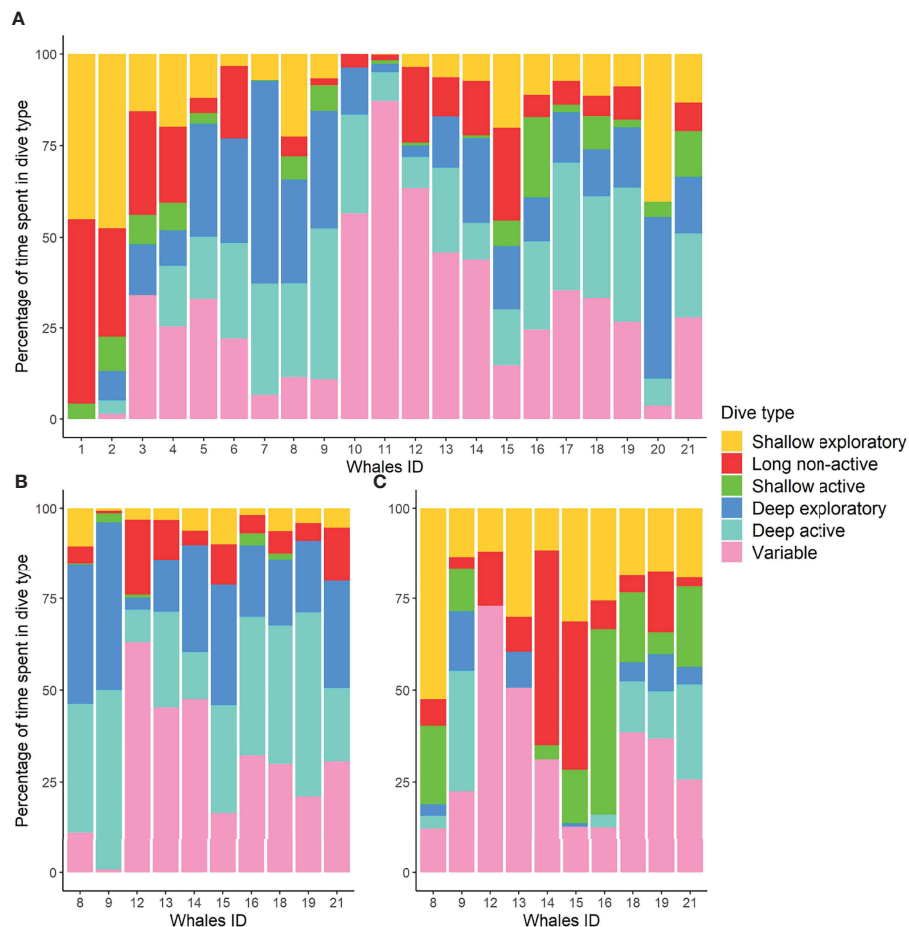 A
Percentage of time spent in dive type
100
75
50
25
0
1 2 3 4 5 6 7 8 9 10 11 12 13 14 15 16 17 18 19 20 21
Whales ID
Dive type
Shallow exploratory
Long non-active
Shallow active
Deep exploratory
Deep active
Variable
B
Percentage of time spent in dive type
100
75
50
25
0
8 9 12 13 14 15 16 18 19 21
Whales ID
C
100
75
50
25
0
8 9 12 13 14 15 16 18 19 21
Whales ID